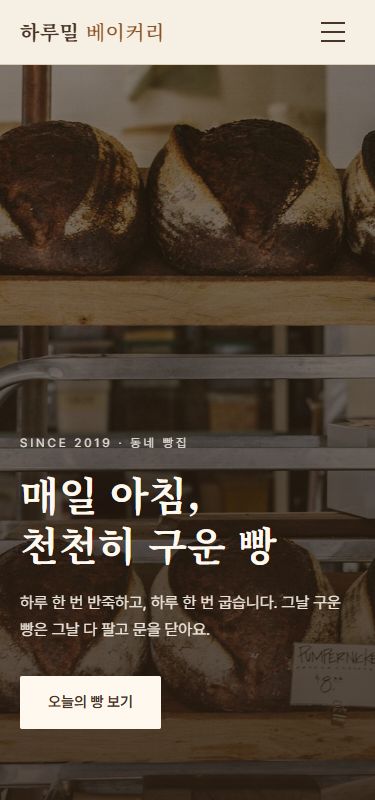 하루밀 베이커리
SINCE 2019 · 동네 빵집
매일 아침,
천천히 구운 빵
하루 한 번 반죽하고, 하루 한 번 굽습니다. 그날 구운
빵은 그날 다 팔고 문을 닫아요.
PUMPERNICKE
$8.00
오늘의 빵 보기